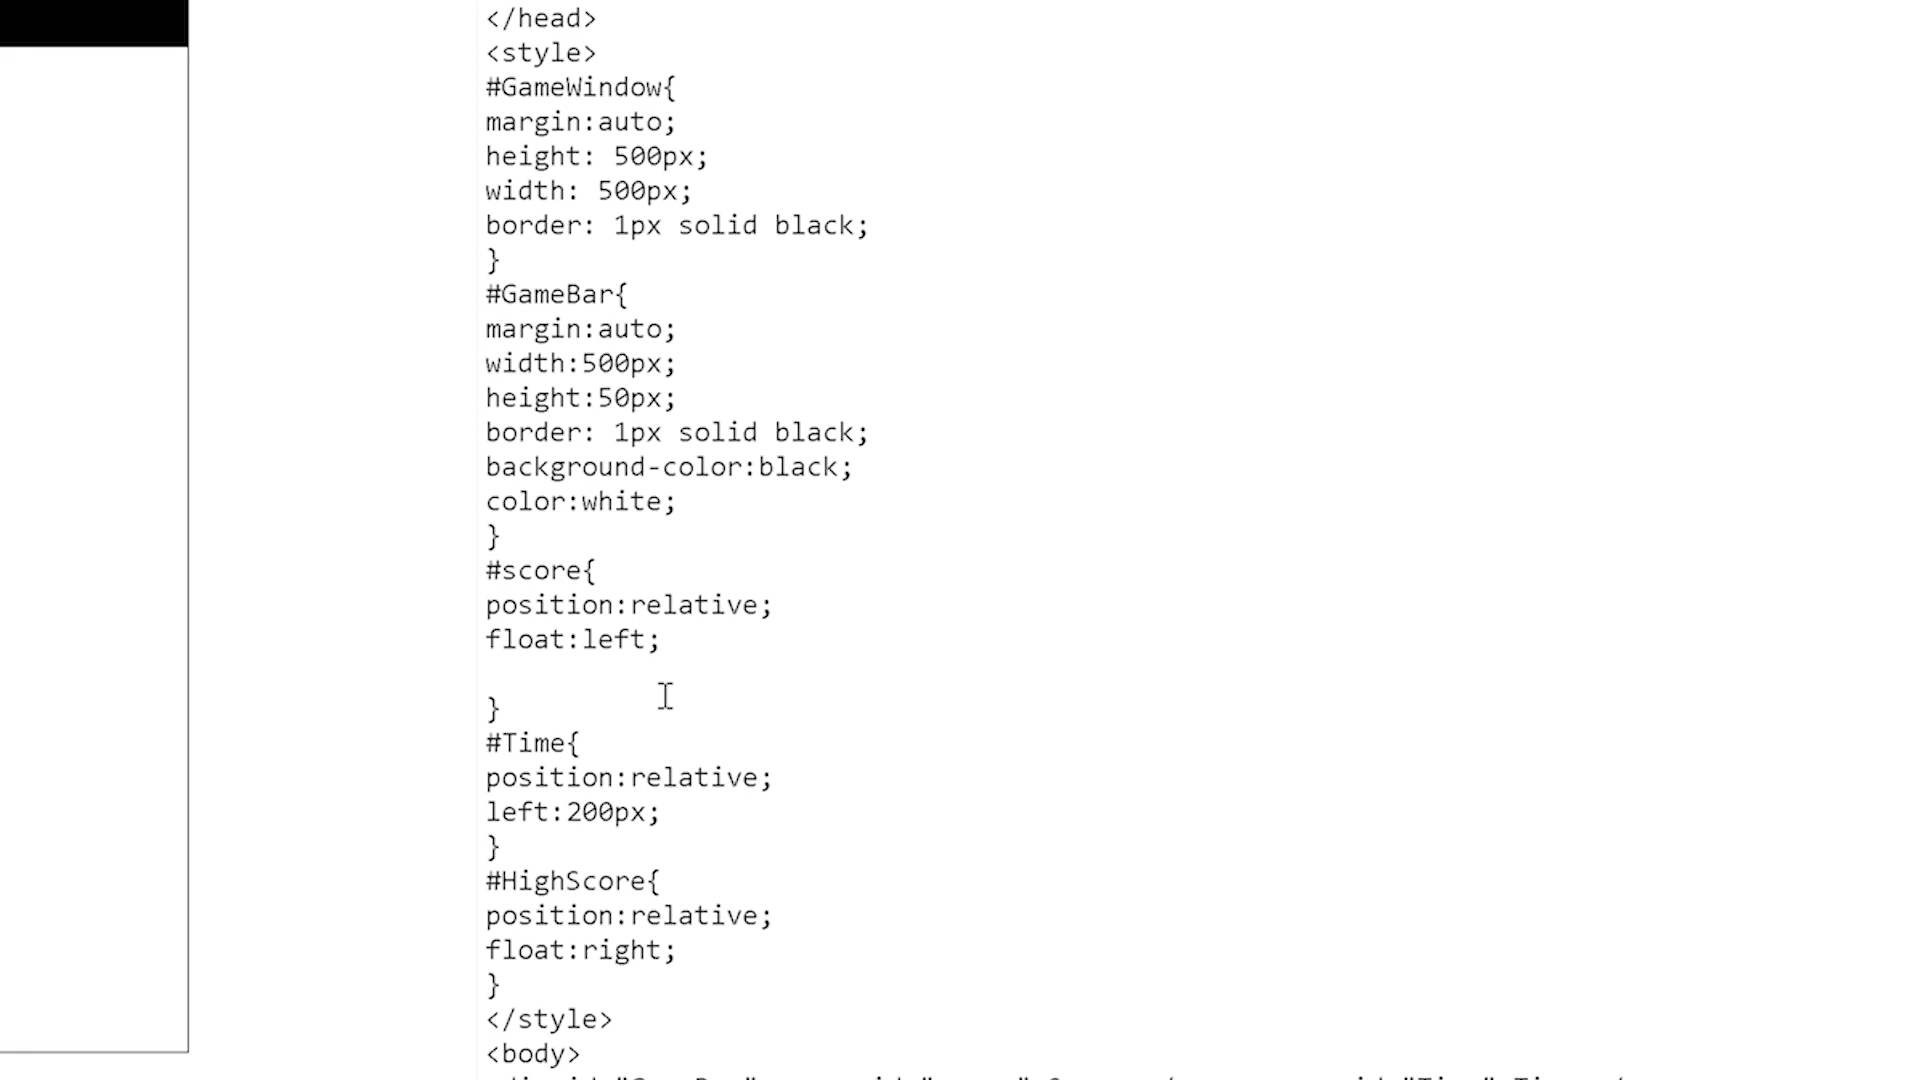 </head>
<style>
#GameWindow{
margin:auto;
height: 500px;
width: 500px;
border: 1px solid black;
}
#GameBar{
margin:auto;
width:500px;
height:50px;
border: 1px solid black;
background-color:black;
color:white;
}
#score{
position:relative;
float:left;
}
#Time{
position:relative;
left:200px;
}
#HighScore{
position:relative;
float:right;
}
</style>
<body>